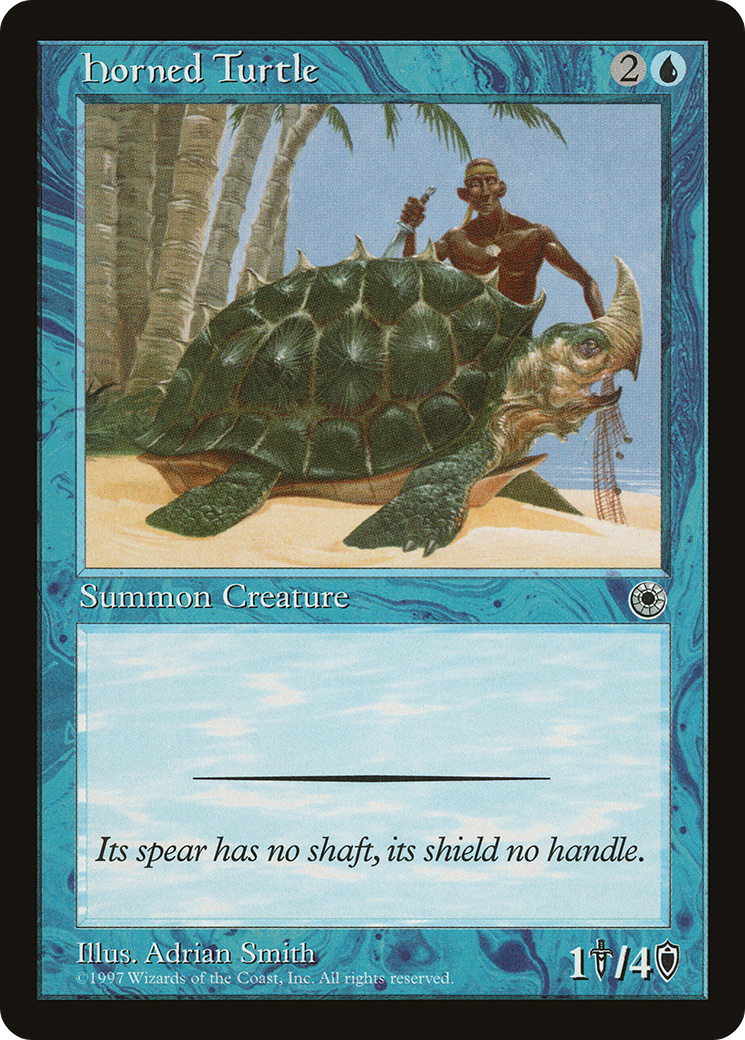 Horned Turtle 2
Summon Creature
Its spear has no shaft, its shield no handle.
Illus. Adrian Smith
©1997 Wizards of the Coast, Inc. All rights reserved.
1/4